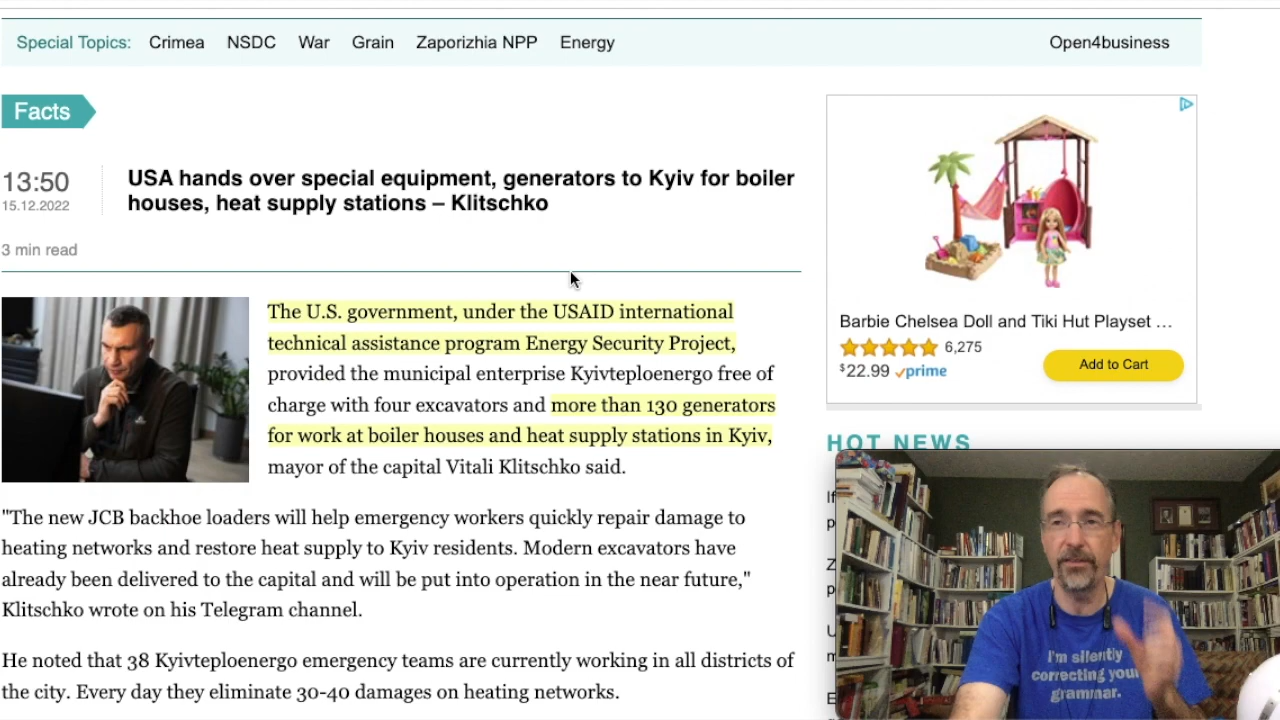 Special Topics: Crimea NSDC War Grain Zaporizhia NPP Energy Open4business
Facts
13:50
15.12.2022
USA hands over special equipment, generators to Kyiv for boiler
houses, heat supply stations – Klitschko
3 min read
The U.S. government, under the USAID international
technical assistance program Energy Security Project,
provided the municipal enterprise Kyivteploenergo free of
charge with four excavators and more than 130 generators
for work at boiler houses and heat supply stations in Kyiv,
mayor of the capital Vitali Klitschko said.
"The new JCB backhoe loaders will help emergency workers quickly repair damage to
heating networks and restore heat supply to Kyiv residents. Modern excavators have
already been delivered to the capital and will be put into operation in the near future,"
Klitschko wrote on his Telegram channel.
He noted that 38 Kyivteploenergo emergency teams are currently working in all districts of
the city. Every day they eliminate 30-40 damages on heating networks.
Barbie Chelsea Doll and Tiki Hut Playset ...
6,275
$22.99 prime
Add to Cart
HOT NEWS
If
p
Z
p
U
m
E
I'm silently
correcting your
grammar.